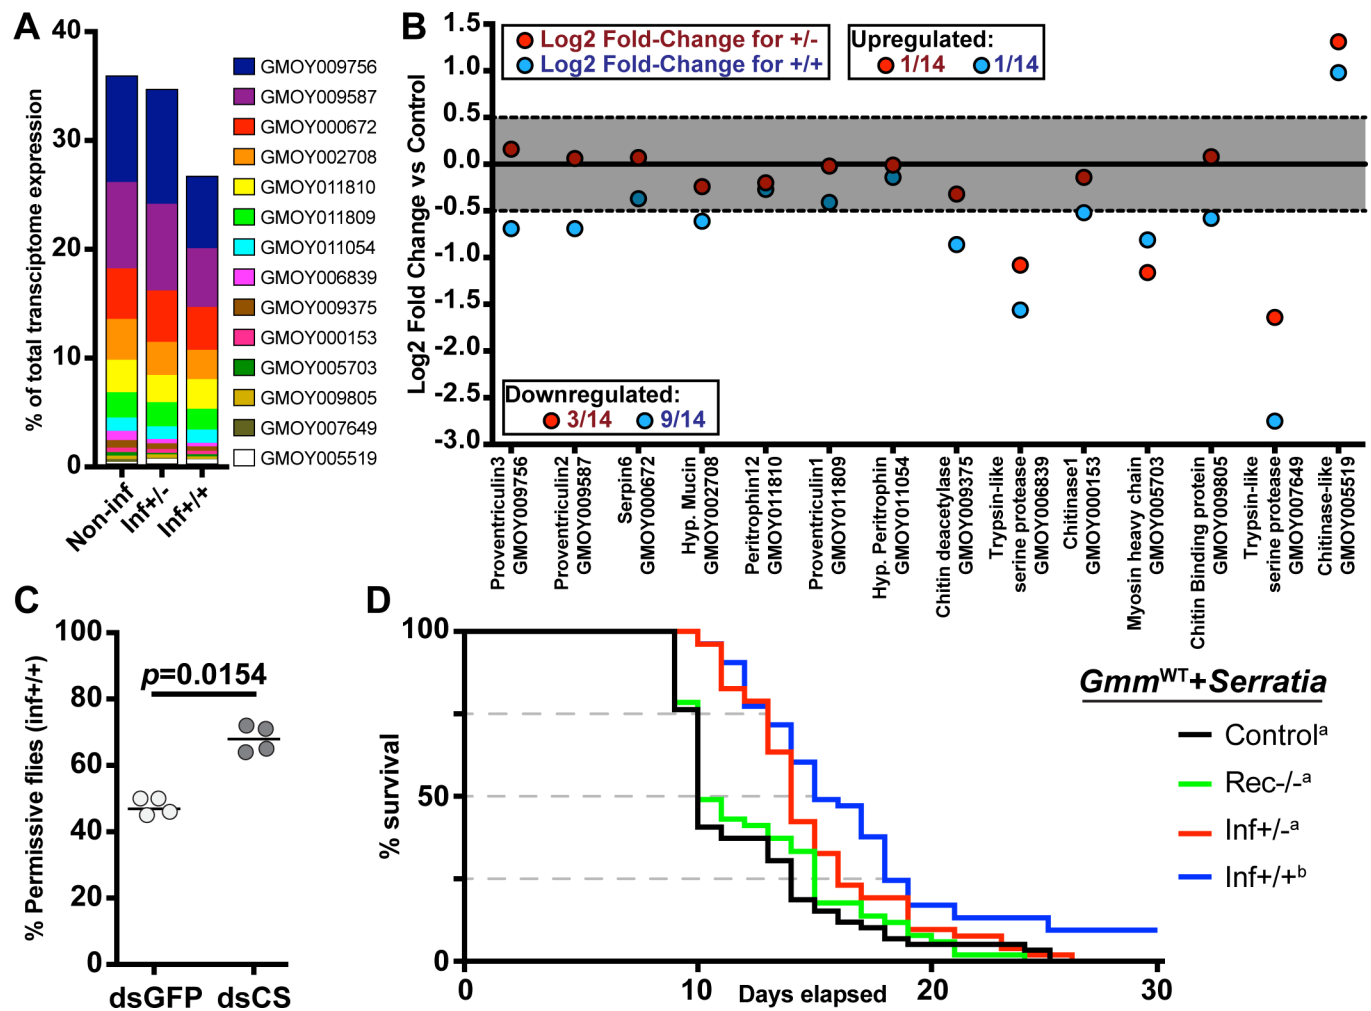 A
% of total transciptome expression
40
30
20
10
0
Non-inf
Inf+/-
Inf+/+
GMOY009756
GMOY009587
GMOY000672
GMOY002708
GMOY011810
GMOY011809
GMOY011054
GMOY006839
GMOY009375
GMOY000153
GMOY005703
GMOY009805
GMOY007649
GMOY005519
B
Log2 Fold Change vs Control
1.5
1.0
0.5
0.0
-0.5
-1.0
-1.5
-2.0
-2.5
-3.0
Log2 Fold-Change for +/-
Log2 Fold-Change for +/+
Upregulated:
1/14 1/14
Downregulated:
3/14 9/14
Proventriculin3
GMOY009756
Proventriculin2
GMOY009587
Serpin6
GMOY000672
Hyp. Mucin
GMOY002708
Peritrophin12
GMOY011810
Proventriculin1
GMOY011809
Hyp. Peritrophin
GMOY011054
Chitin deacetylase
GMOY009375
Trypsin-like
serine protease
GMOY006839
Chitinase1
GMOY000153
Myosin heavy chain
GMOY005703
Chitin Binding protein
GMOY009805
Trypsin-like
serine protease
GMOY007649
Chitinase-like
GMOY005519
C
% Permissive flies (inf+/+)
100
80
60
40
20
0
p=0.0154
dsGFP
dsCS
D
% survival
100
50
0
0
10
20
30
Days elapsed
GmmWT+Serratia
Controla
Rec-/-a
Inf+/-a
Inf+/+b